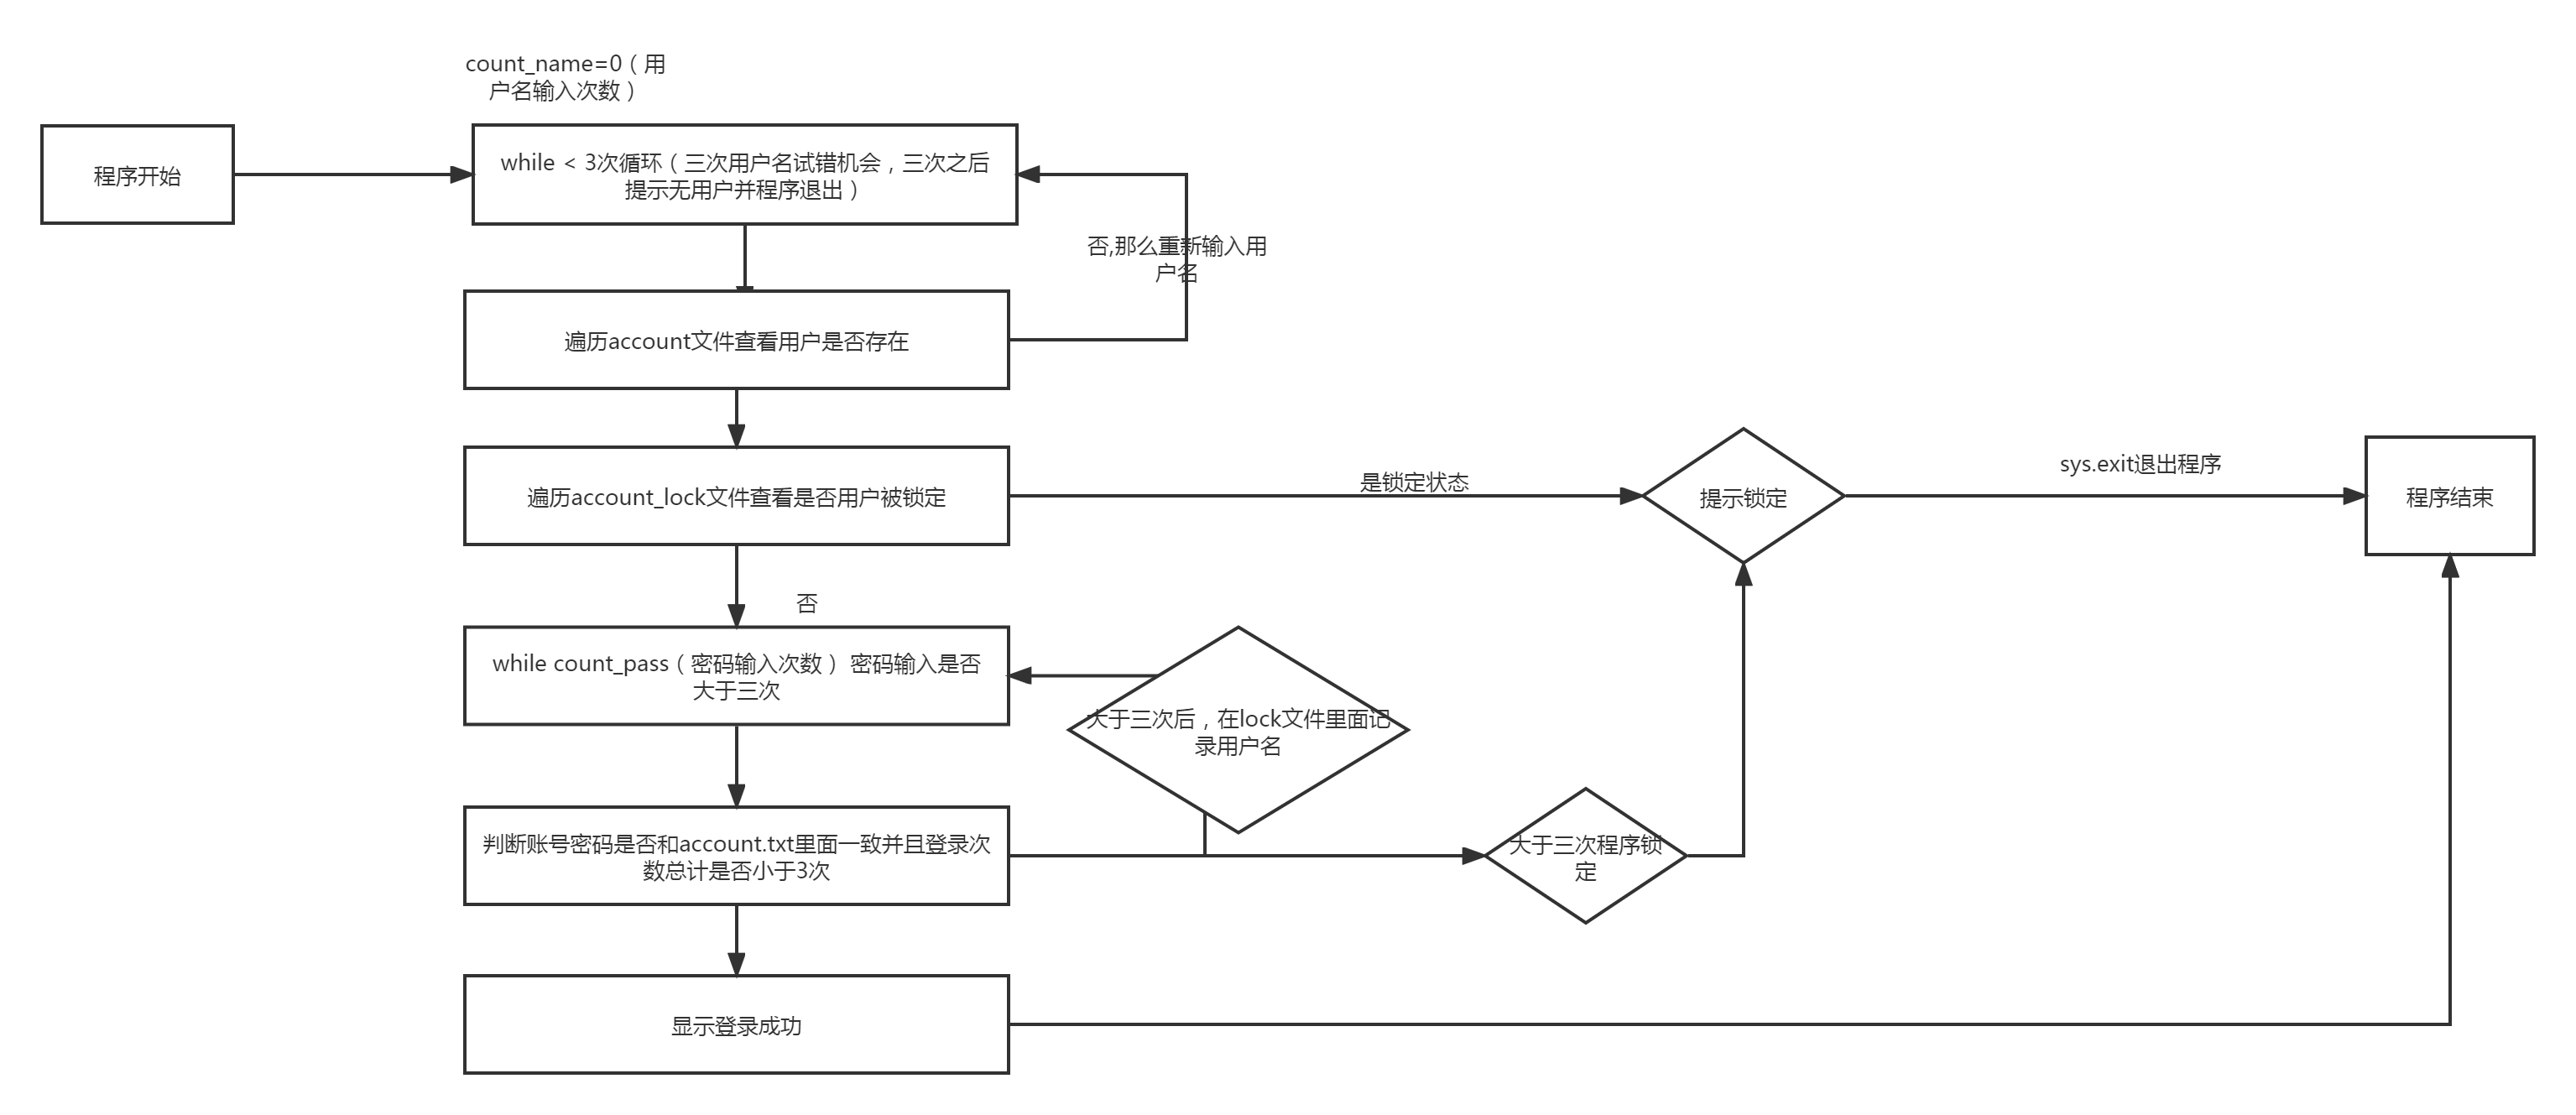 count_name=0（用
户名输入次数）
程序开始
while < 3次循环（三次用户名试错机会，三次之后
提示无用户并程序退出）
否,那么重新输入用
户名
遍历account文件查看用户是否存在
遍历account_lock文件查看是否用户被锁定
是锁定状态
提示锁定
sys.exit退出程序
程序结束
否
while count_pass（密码输入次数） 密码输入是否
大于三次
大于三次后，在lock文件里面记
录用户名
判断账号密码是否和account.txt里面一致并且登录次
数总计是否小于3次
大于三次程序锁
定
显示登录成功